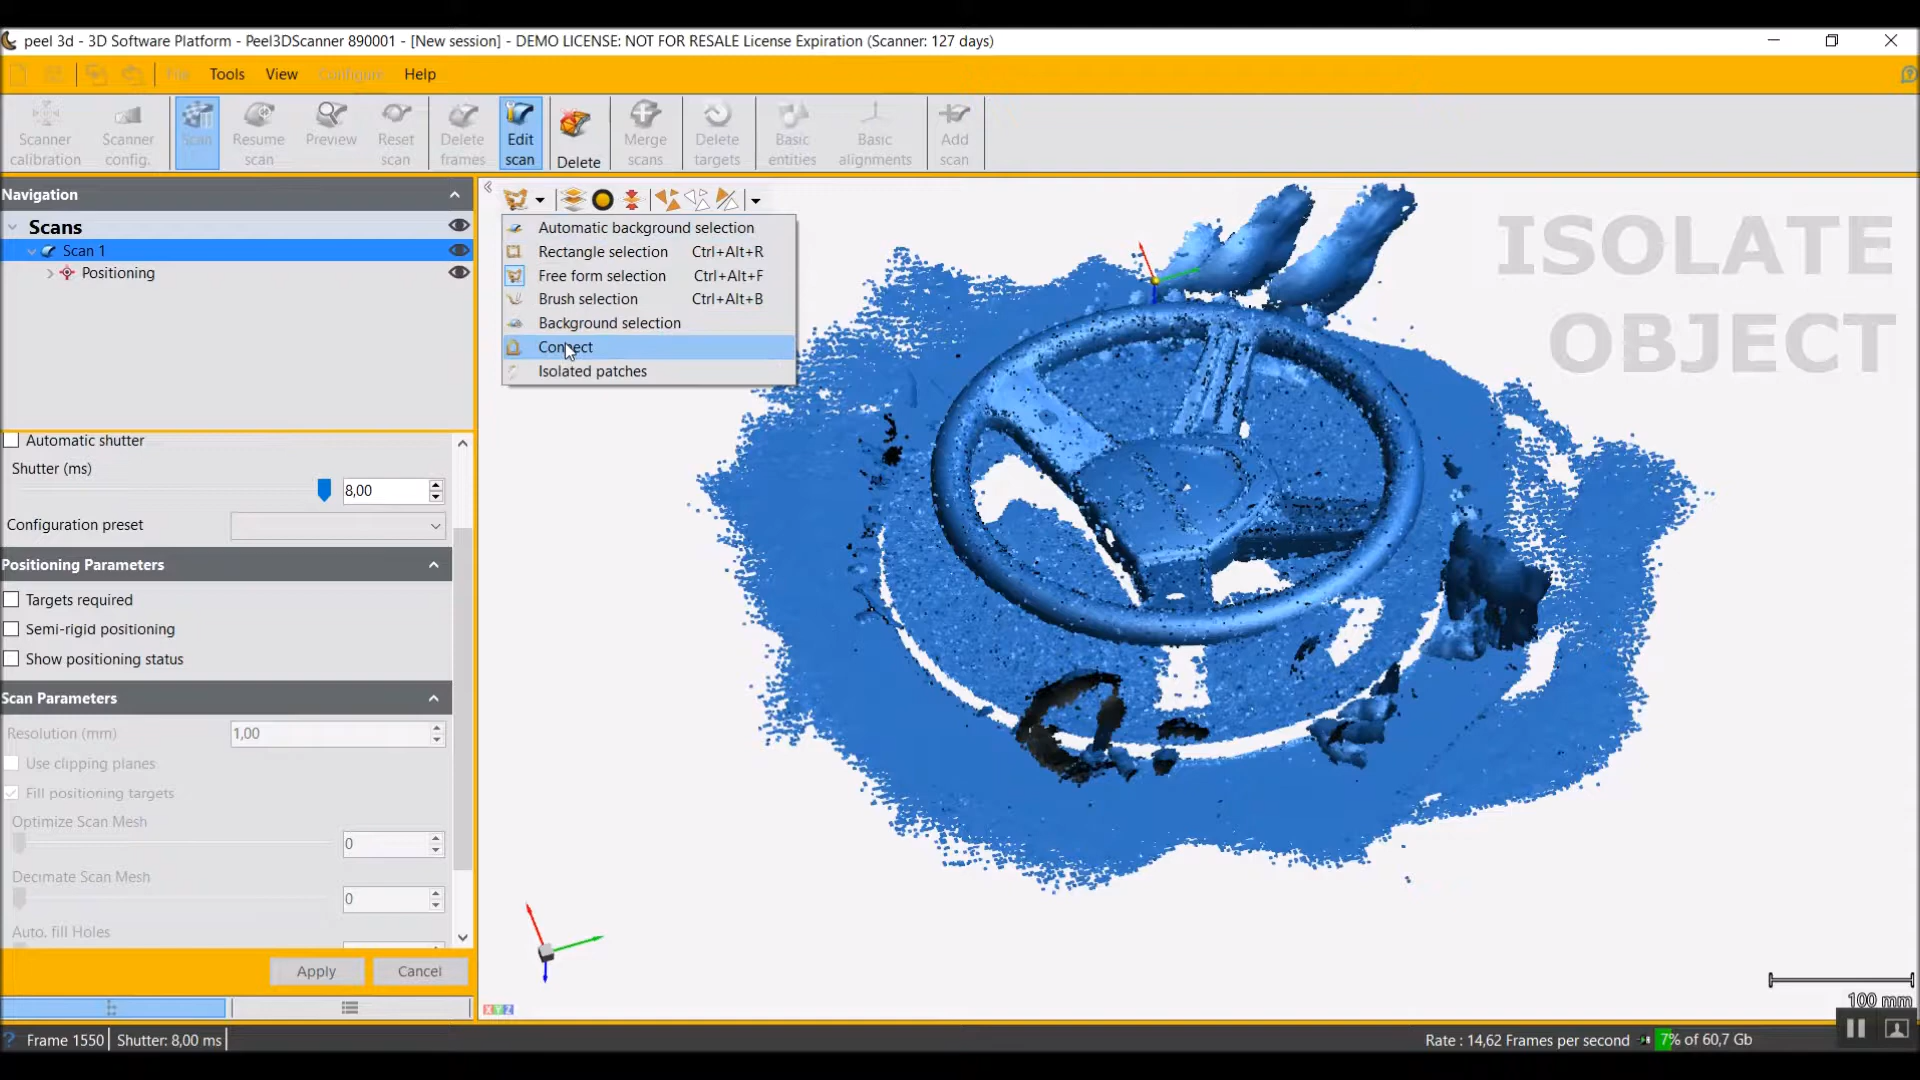 peel 3d - 3D Software Platform - Peel3DScanner 890001 - [New session] - DEMO LICENSE: NOT FOR RESALE License Expiration (Scanner: 127 days)
File Tools View Configure Help
Scanner calibration
Scanner config.
Scan
Resume scan
Preview
Reset scan
Delete frames
Edit scan
Delete
Merge scans
Delete targets
Basic entities
Basic alignments
Add scan
Navigation
Scans
Scan 1
Positioning
Automatic background selection
Rectangle selection Ctrl+Alt+R
Free form selection Ctrl+Alt+F
Brush selection Ctrl+Alt+B
Background selection
Connect
Isolated patches
ISOLATE
OBJECT
Automatic shutter
Shutter (ms)
8,00
Configuration preset
Positioning Parameters
Targets required
Semi-rigid positioning
Show positioning status
Scan Parameters
Resolution (mm) 1,00
Use clipping planes
Fill positioning targets
Optimize Scan Mesh
0
Decimate Scan Mesh
0
Auto. fill Holes
Apply Cancel
XYZ
100 mm
? Frame 1550 Shutter: 8,00 ms Rate : 14,62 Frames per second 7% of 60,7 Gb